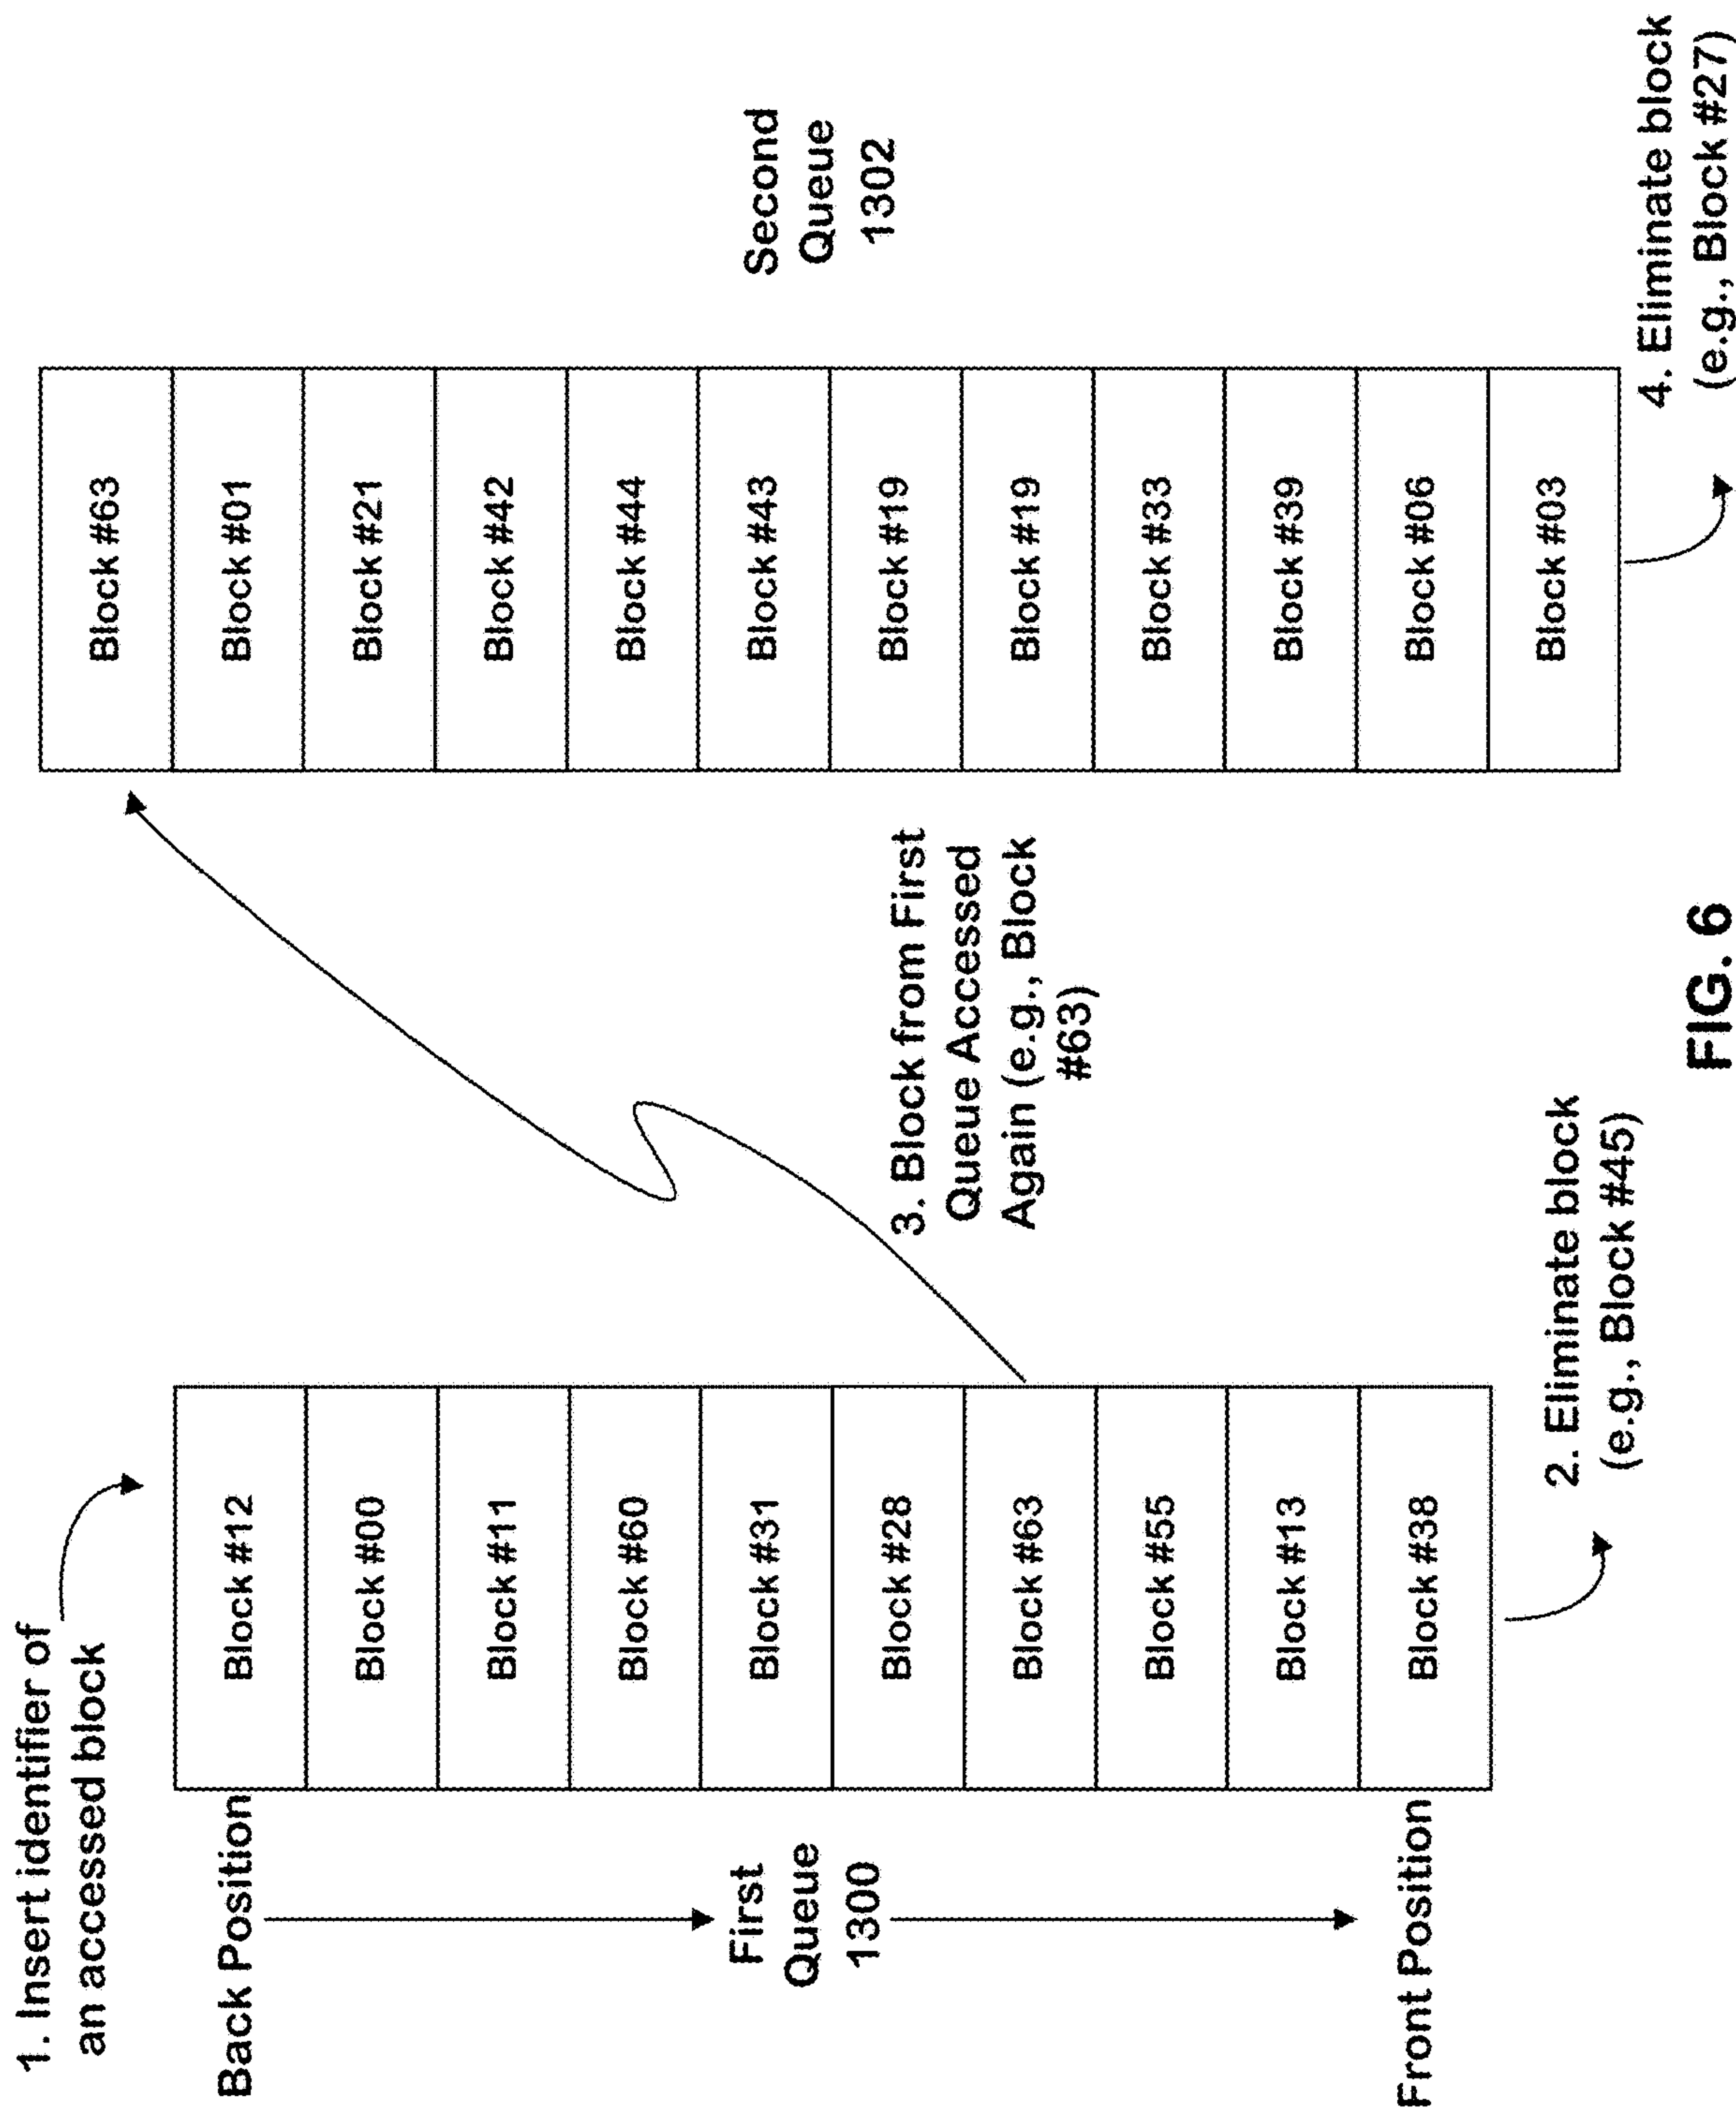 1. Insert identifier of
an accessed block
Back Position
First
Queue
1300
Front Position
Block #12
Block #00
Block #11
Block #60
Block #31
Block #28
Block #63
Block #55
Block #13
Block #38
2. Eliminate block
(e.g., Block #45)
3. Block from First
Queue Accessed
Again (e.g., Block
#63)
Block #63
Block #01
Block #21
Block #42
Block #44
Block #43
Block #19
Block #19
Block #33
Block #39
Block #06
Block #03
Second
Queue
1302
4. Eliminate block
(e.g., Block #27)
FIG. 6